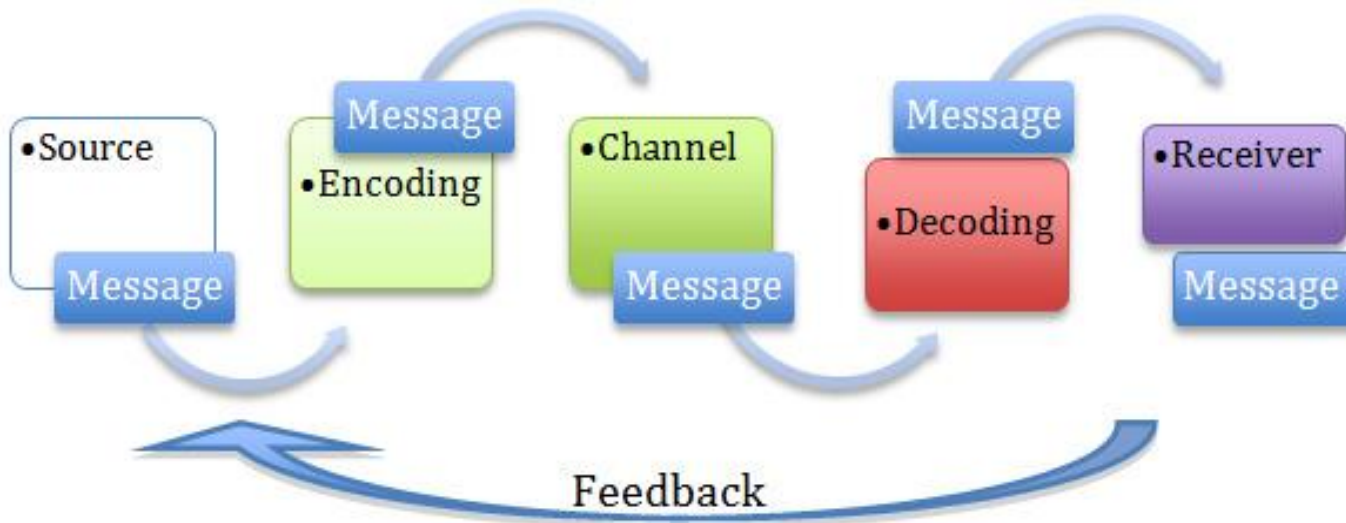 •Source
Message
Message
•Encoding
•Channel
Message
Message
•Decoding
•Receiver
Message
Feedback